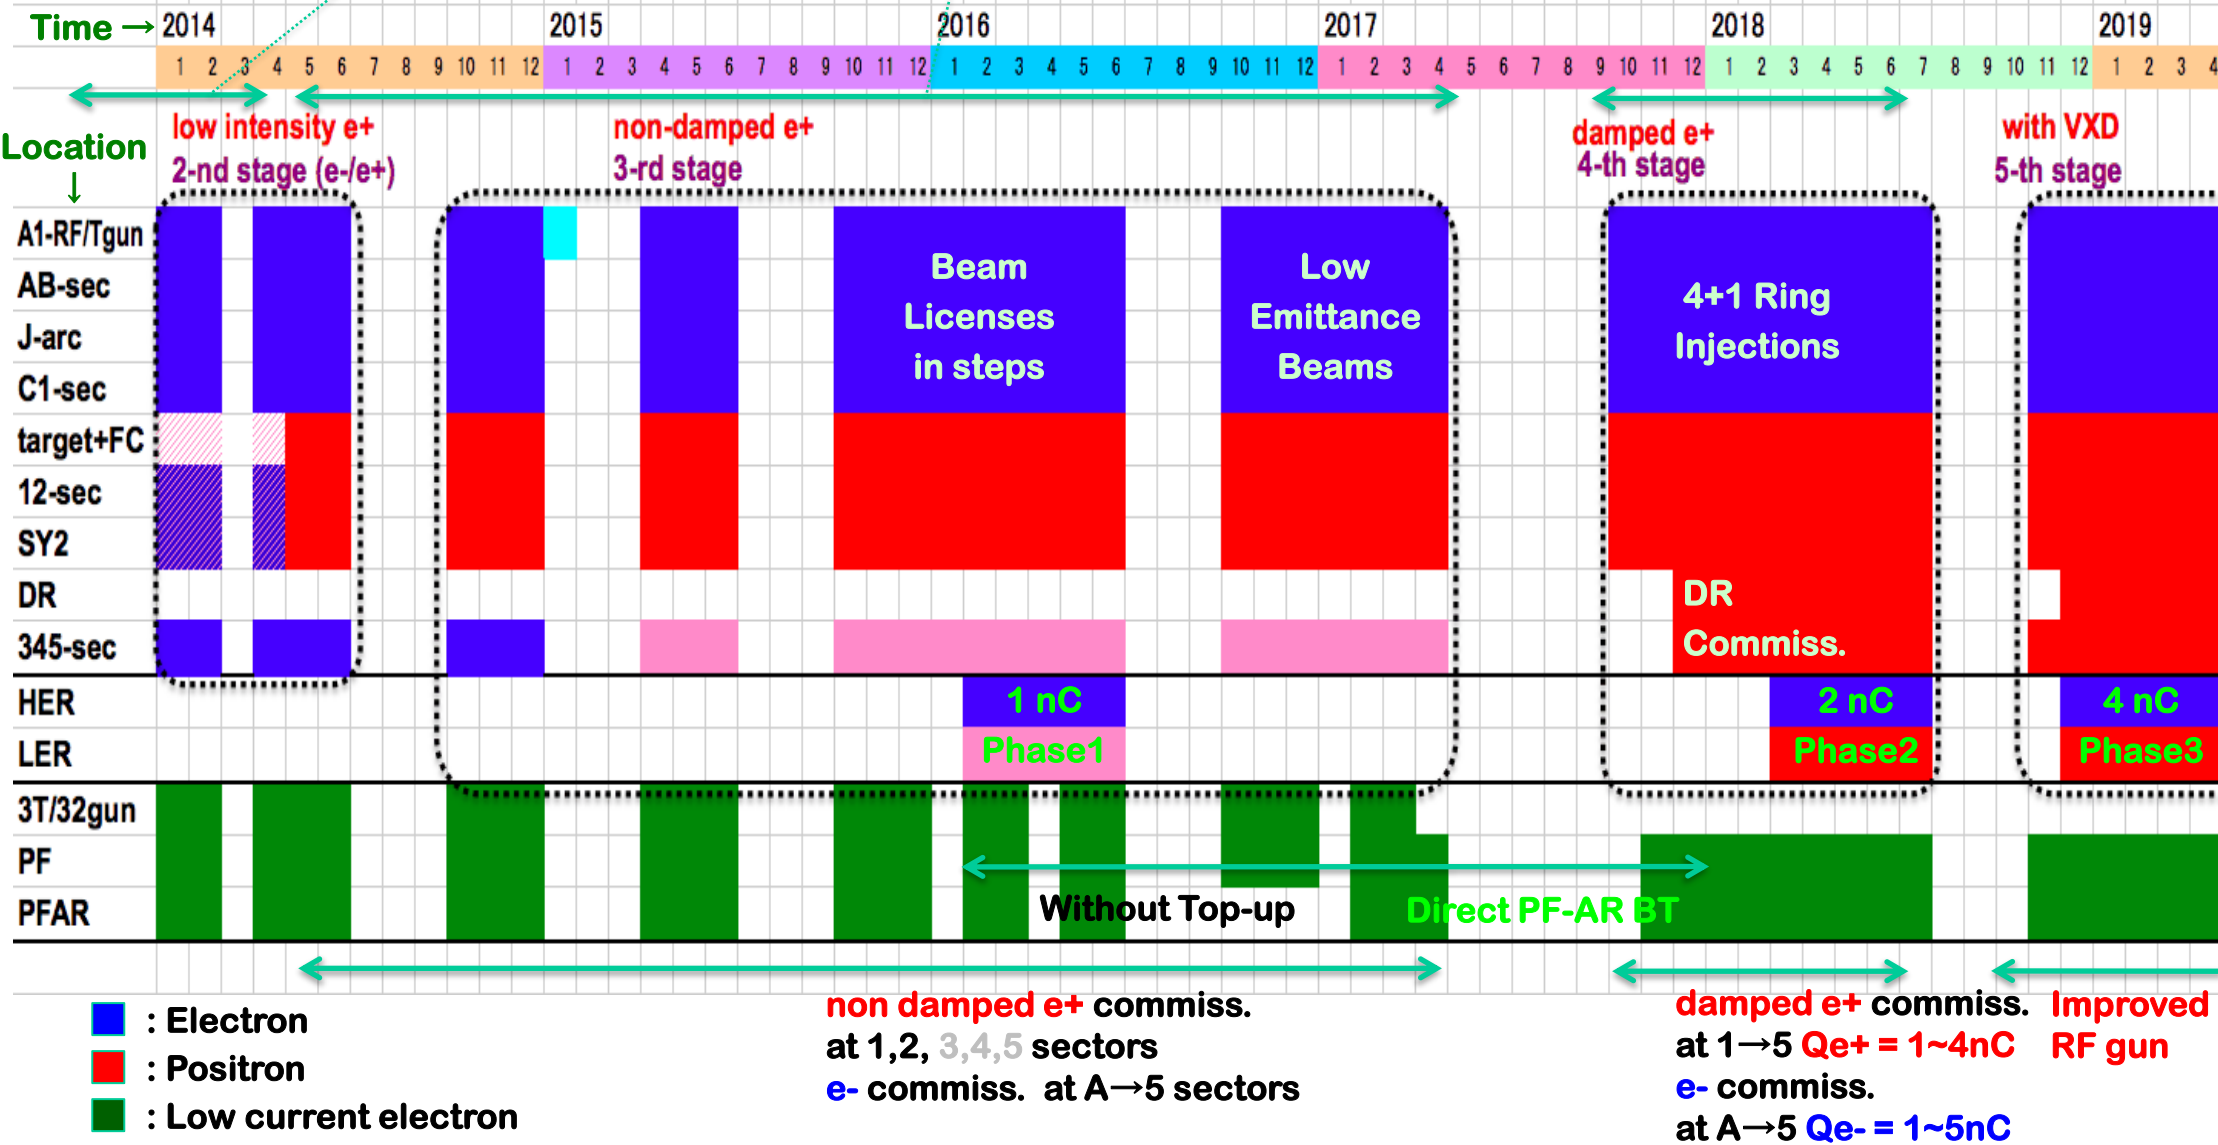 Time → 2014 2015 2016 2017 2018 2019
1 2 3 4 5 6 7 8 9 10 11 12 1 2 3 4 5 6 7 8 9 10 11 12 1 2 3 4 5 6 7 8 9 10 11 12 1 2 3 4 5 6 7 8 9 10 11 12 1 2 3 4 5 6 7 8 9 10 11 12 1 2 3 4
low intensity e+ non-damped e+ damped e+ with VXD
Location
2-nd stage (e-/e+) 3-rd stage 4-th stage 5-th stage
↓
A1-RF/Tgun
AB-sec
J-arc
C1-sec
target+FC
12-sec
SY2
DR
345-sec
HER
LER
3T/32gun
PF
PFAR
Beam
Licenses
in steps
Low
Emittance
Beams
4+1 Ring
Injections
DR
Commiss.
1 nC
Phase1
2 nC
Phase2
4 nC
Phase3
Without Top-up
Direct PF-AR BT
: Electron
: Positron
: Low current electron
non damped e+ commiss.
at 1,2, 3,4,5 sectors
e- commiss. at A→5 sectors
damped e+ commiss.
at 1→5 Qe+ = 1~4nC
e- commiss.
at A→5 Qe- = 1~5nC
Improved
RF gun